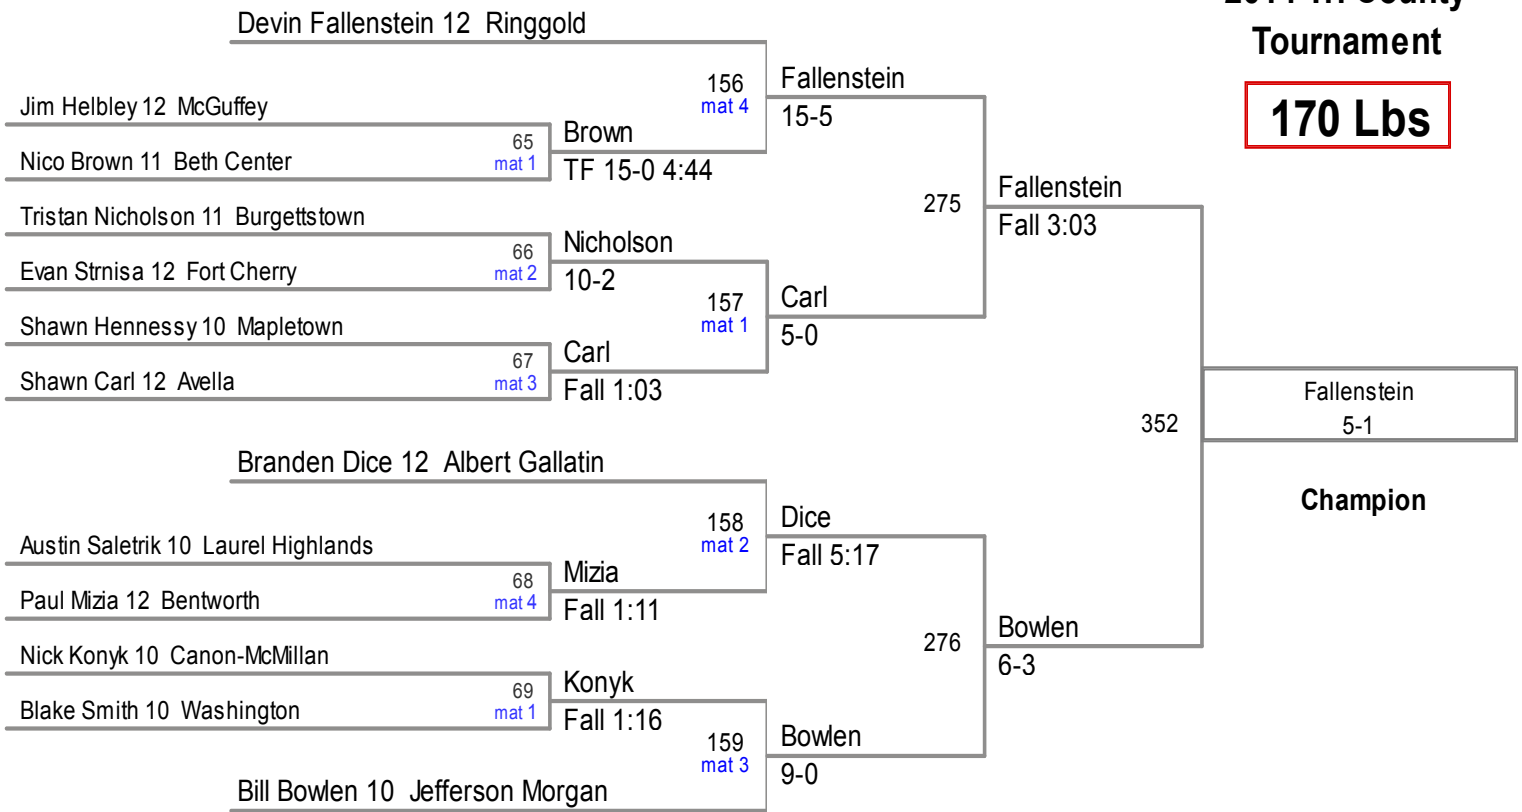 Tournament
170 Lbs
Devin Fallenstein 12 Ringgold
156
mat 4
Fallenstein
15-5
Jim Helbley 12 McGuffey
65
mat 1
Nico Brown 11 Beth Center
Brown
TF 15-0 4:44
275
Fallenstein
Fall 3:03
Tristan Nicholson 11 Burgettstown
66
mat 2
Evan Strnisa 12 Fort Cherry
Nicholson
10-2
157
mat 1
Carl
5-0
Shawn Hennessy 10 Mapletown
67
mat 3
Shawn Carl 12 Avella
Carl
Fall 1:03
352
Fallenstein
5-1
Champion
Branden Dice 12 Albert Gallatin
158
mat 2
Dice
Fall 5:17
Austin Saletrik 10 Laurel Highlands
68
mat 4
Paul Mizia 12 Bentworth
Mizia
Fall 1:11
276
Bowlen
6-3
Nick Konyk 10 Canon-McMillan
69
mat 1
Blake Smith 10 Washington
Konyk
Fall 1:16
159
mat 3
Bowlen
9-0
Bill Bowlen 10 Jefferson Morgan